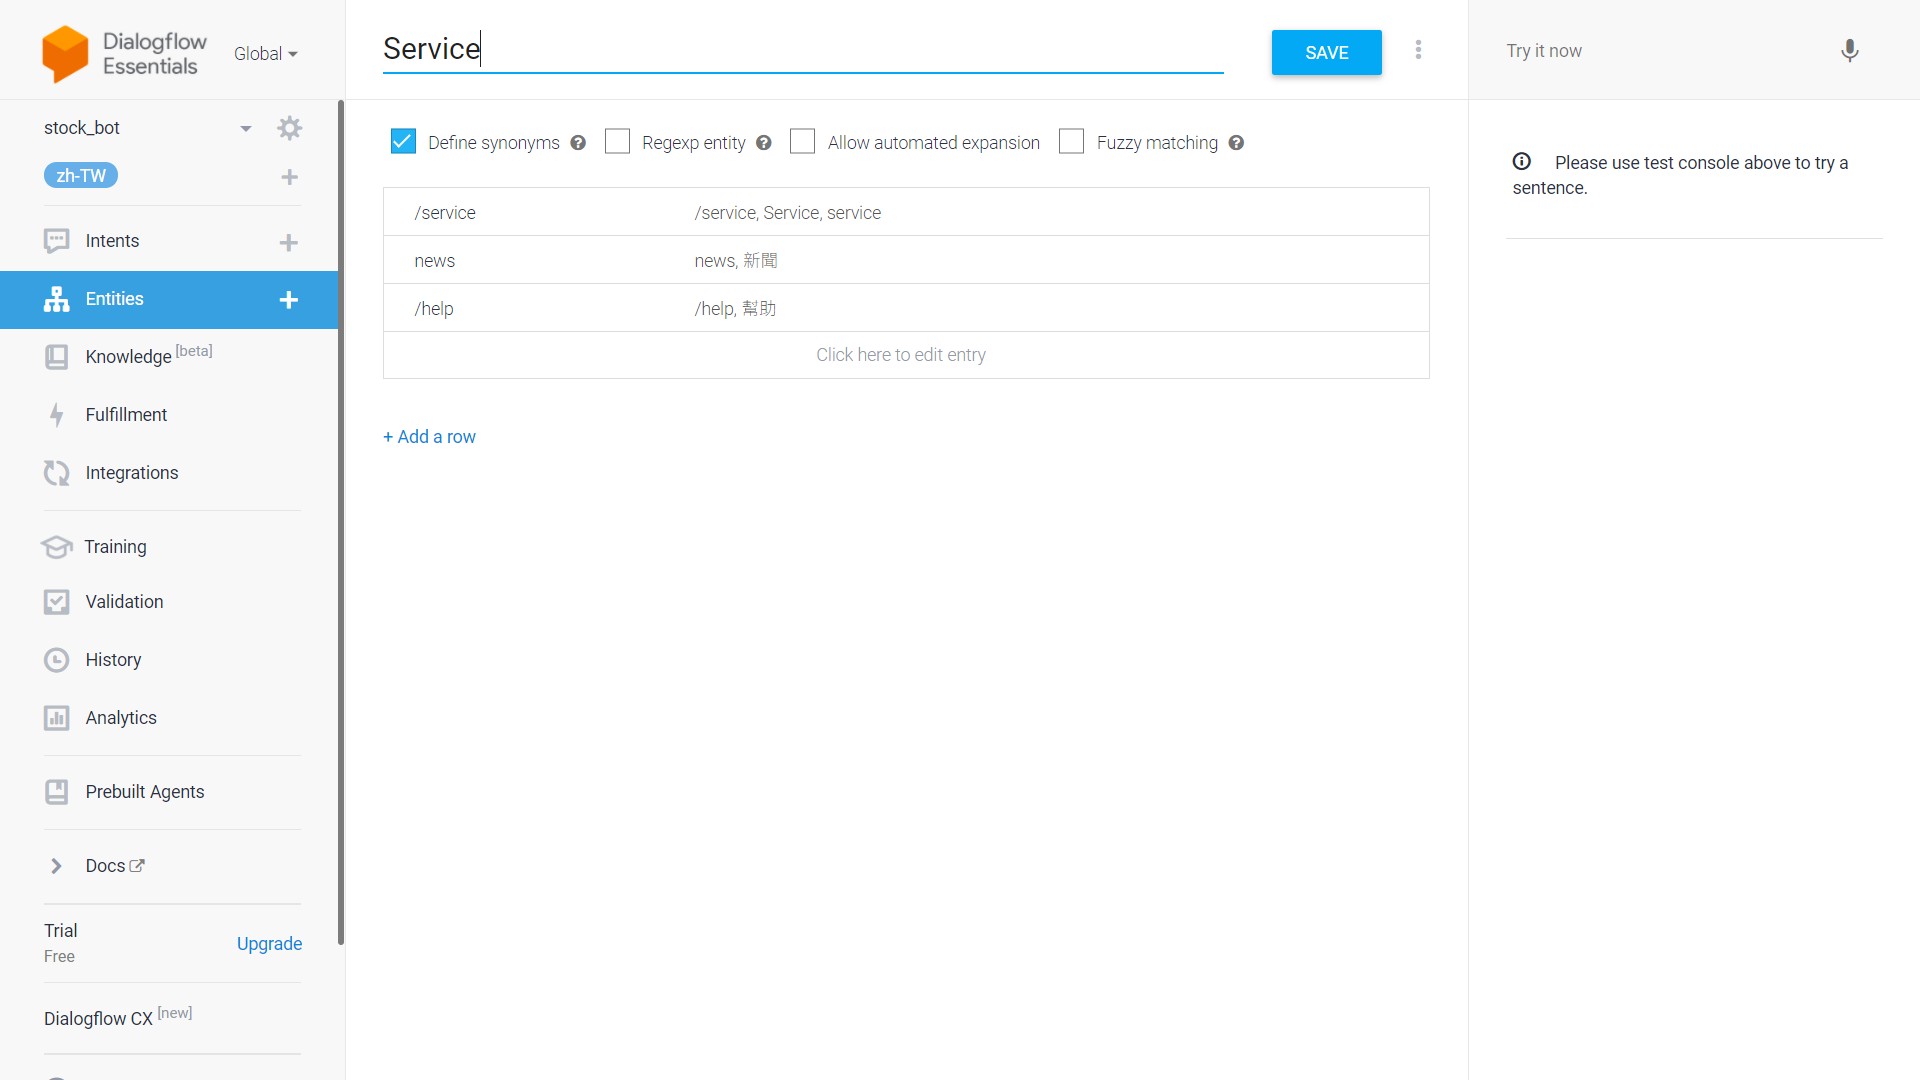 Dialogflow
Essentials
Global
stock_bot
zh-TW
Intents
Entities
Knowledge [beta]
Fulfillment
Integrations
Training
Validation
History
Analytics
Prebuilt Agents
Docs
Trial
Free
Upgrade
Dialogflow CX [new]
Service
SAVE
Define synonyms
Regexp entity
Allow automated expansion
Fuzzy matching
/service /service, Service, service
news news, 新聞
/help /help, 幫助
Click here to edit entry
+ Add a row
Try it now
Please use test console above to try a
sentence.